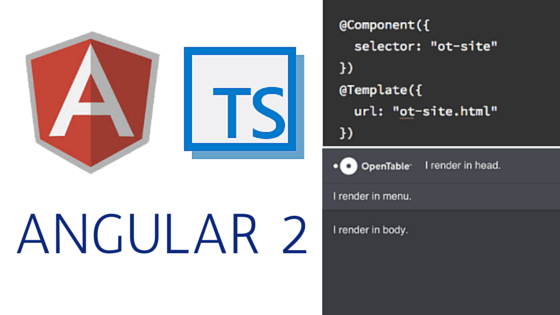 A
TS
ANGULAR 2
@Component({
selector: "ot-site"
})
@Template({
url: "ot-site.html"
})
OpenTable™ I render in head.
I render in menu.
I render in body.